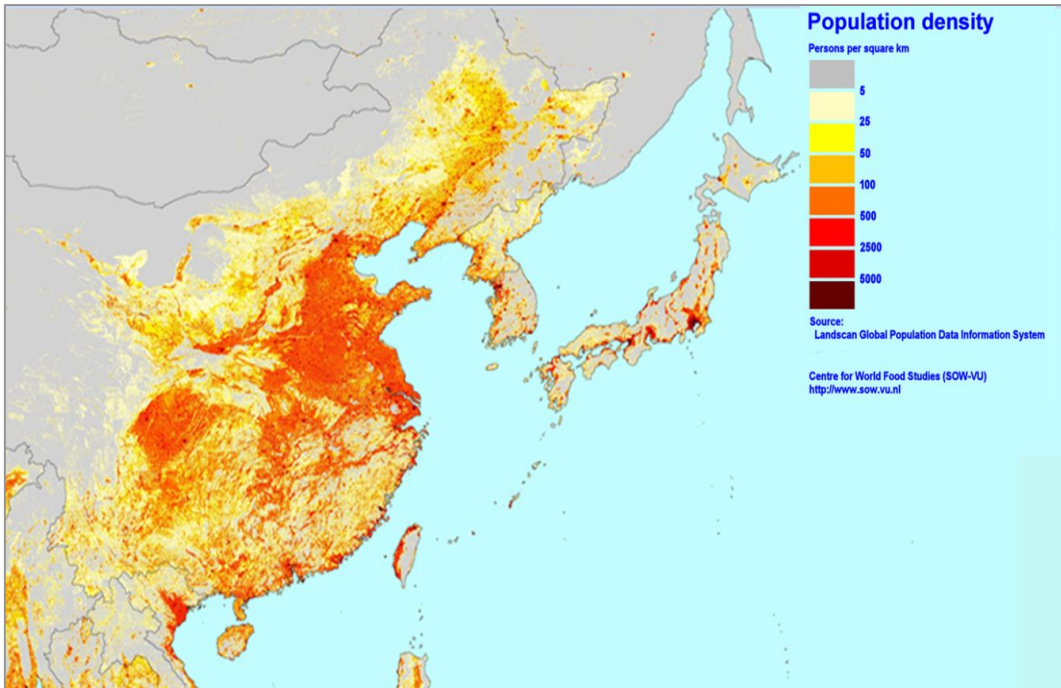 Population density
Persons per square km
5
25
50
100
500
2500
5000
Source:
Landscan Global Population Data Information System
Centre for World Food Studies (SOW-VU)
http://www.sow.vu.nl